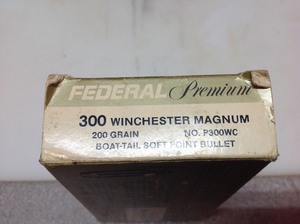 FEDERAL Premium
300 WINCHESTER MAGNUM
200 GRAIN NO. P300WC
BOAT-TAIL SOFT POINT BULLET